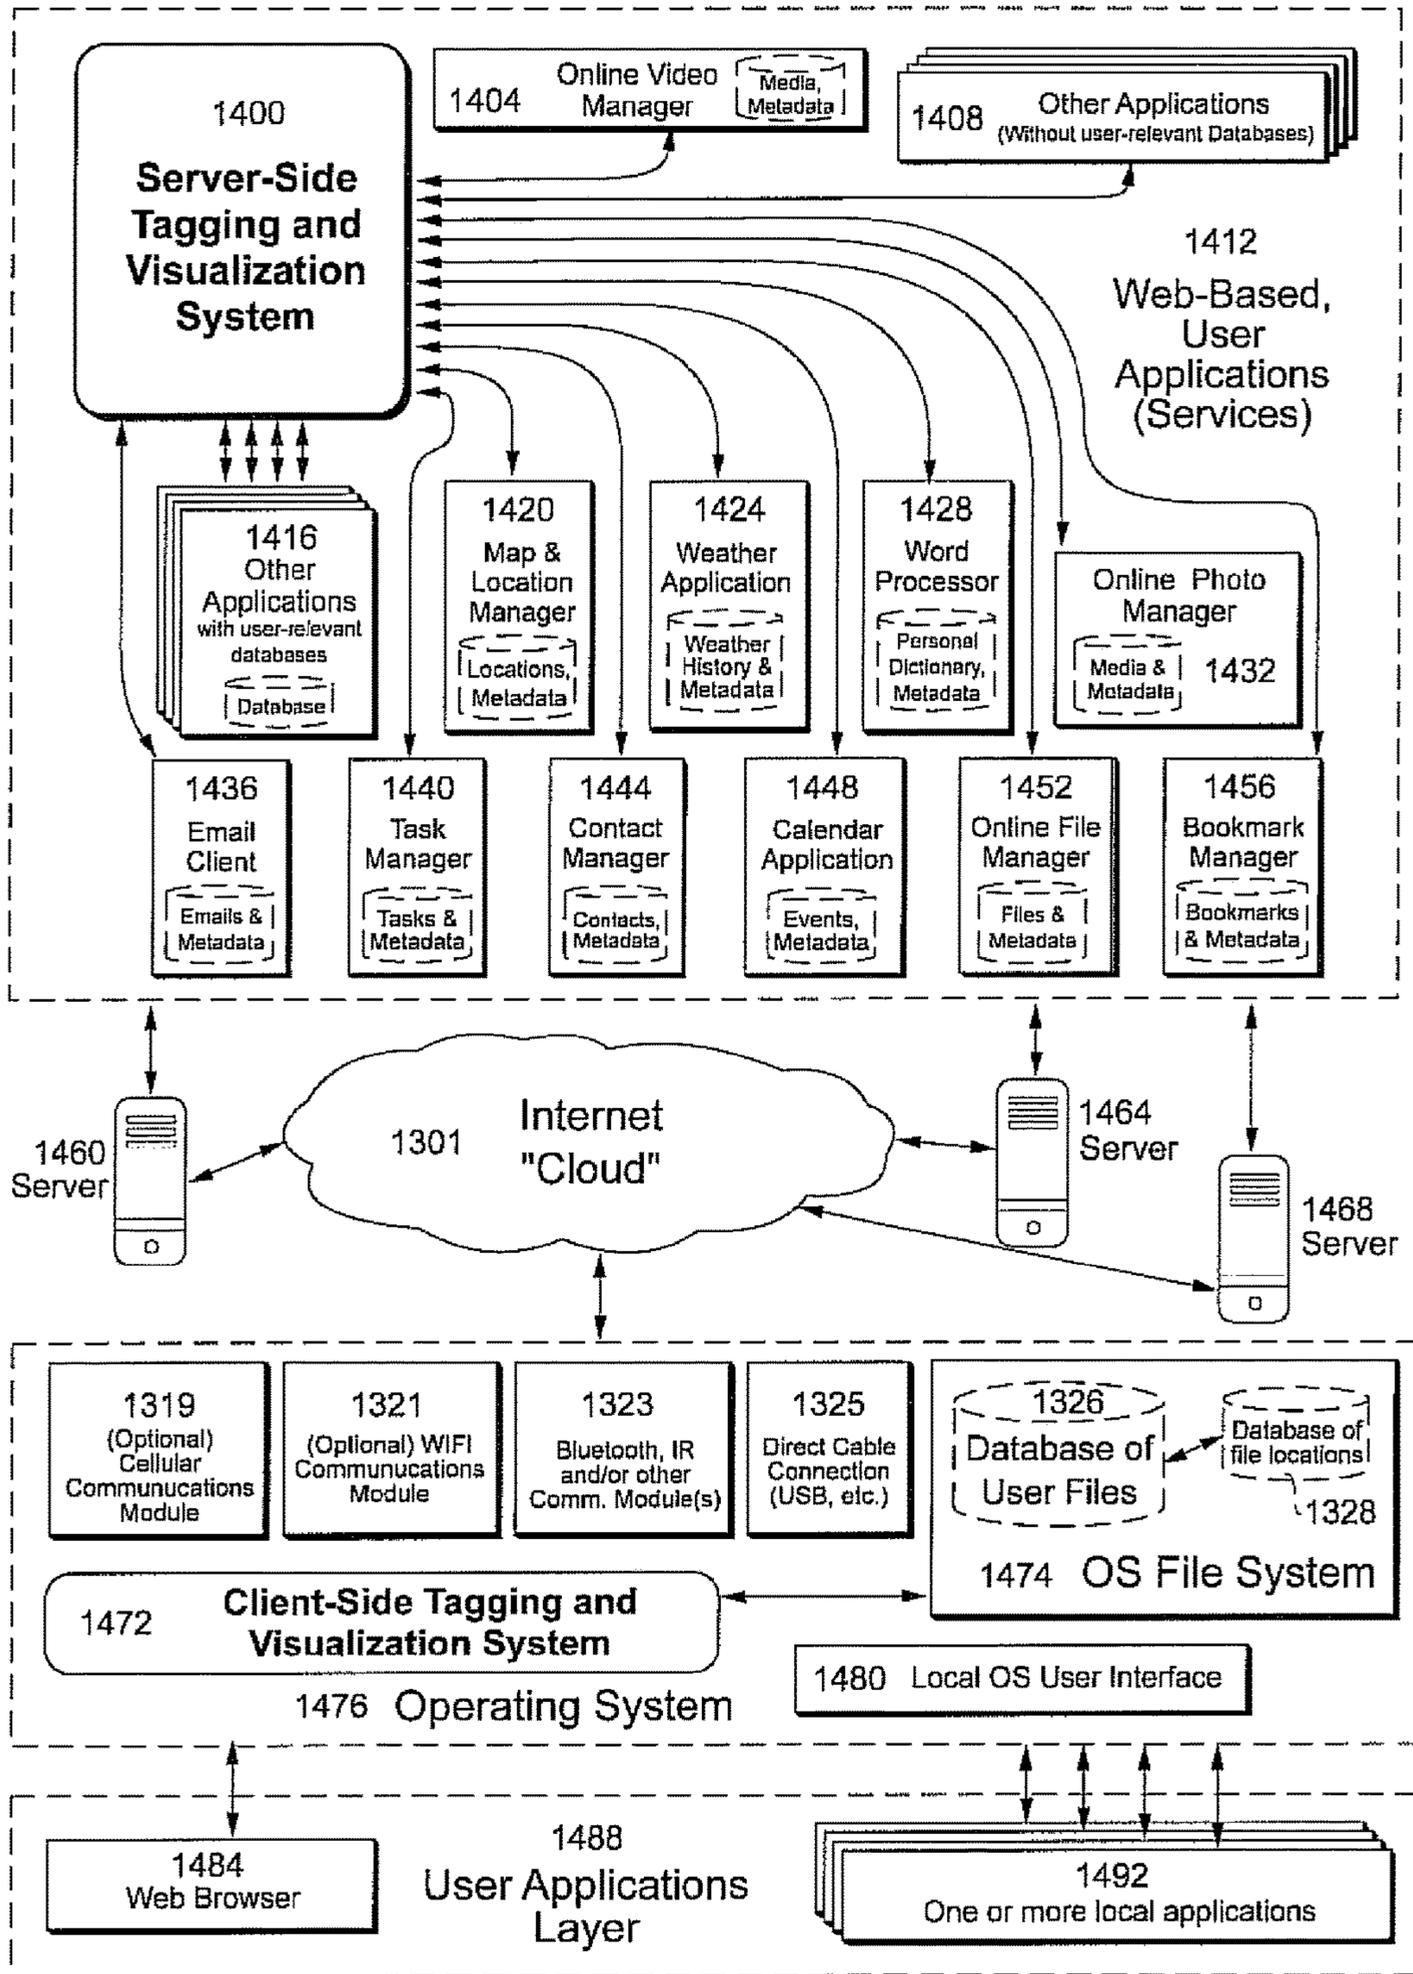 1400
Server-Side
Tagging and
Visualization
System
1404
Online Video
Manager
Media,
Metadata
1408
Other Applications
(Without user-relevant Databases)
1412
Web-Based,
User
Applications
(Services)
1416
Other
Applications
with user-relevant
databases
Database
1420
Map &
Location
Manager
Locations,
Metadata
1424
Weather
Application
Weather
History &
Metadata
1428
Word
Processor
Personal
Dictionary,
Metadata
Online Photo
Manager
Media &
Metadata
1432
1436
Email
Client
Emails &
Metadata
1440
Task
Manager
Tasks &
Metadata
1444
Contact
Manager
Contacts,
Metadata
1448
Calendar
Application
Events,
Metadata
1452
Online File
Manager
Files &
Metadata
1456
Bookmark
Manager
Bookmarks
& Metadata
1460
Server
1301
Internet
"Cloud"
1464
Server
1468
Server
1319
(Optional)
Cellular
Communucations
Module
1321
(Optional) WIFI
Communucations
Module
1323
Bluetooth, IR
and/or other
Comm. Module(s)
1325
Direct Cable
Connection
(USB, etc.)
1326
Database of
User Files
Database of
file locations
1328
1474 OS File System
1472
Client-Side Tagging and
Visualization System
1480 Local OS User Interface
1476 Operating System
1484
Web Browser
1488
User Applications
Layer
1492
One or more local applications